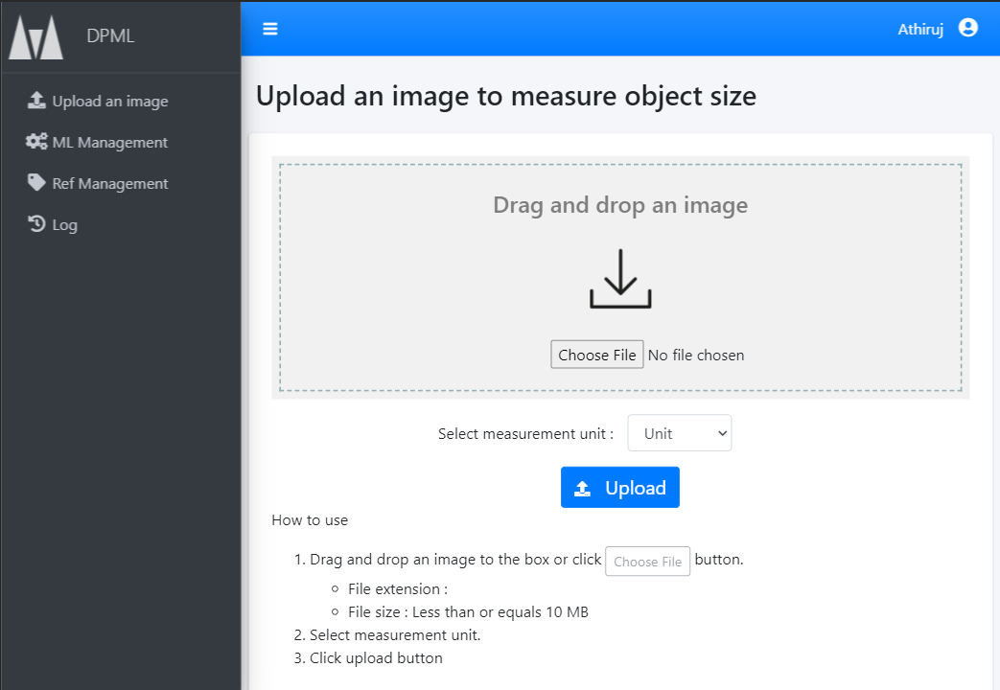 DPML
Athiruj
Upload an image
ML Management
Ref Management
Log
Upload an image to measure object size
Drag and drop an image
Choose File No file chosen
Select measurement unit : Unit
Upload
How to use
1. Drag and drop an image to the box or click Choose File button.
File extension :
File size : Less than or equals 10 MB
2. Select measurement unit.
3. Click upload button